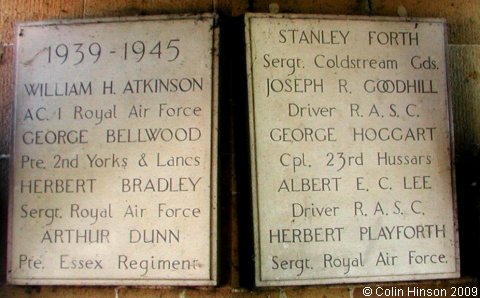 1939 - 1945
WILLIAM H. ATKINSON
A.C. 1 Royal Air Force
GEORGE BELLWOOD
Pte. 2nd Yorks & Lancs
HERBERT BRADLEY
Sergt. Royal Air Force
ARTHUR DUNN
Pte. Essex Regiment
STANLEY FORTH
Sergt. Coldstream Gds.
JOSEPH R. GOODHILL
Driver R.A.S.C.
GEORGE HOGGART
Cpl. 23rd Hussars
ALBERT E.C. LEE
Driver R.A.S.C.
HERBERT PLAYFORTH
Sergt. Royal Air Force.
© Colin Hinson 2009